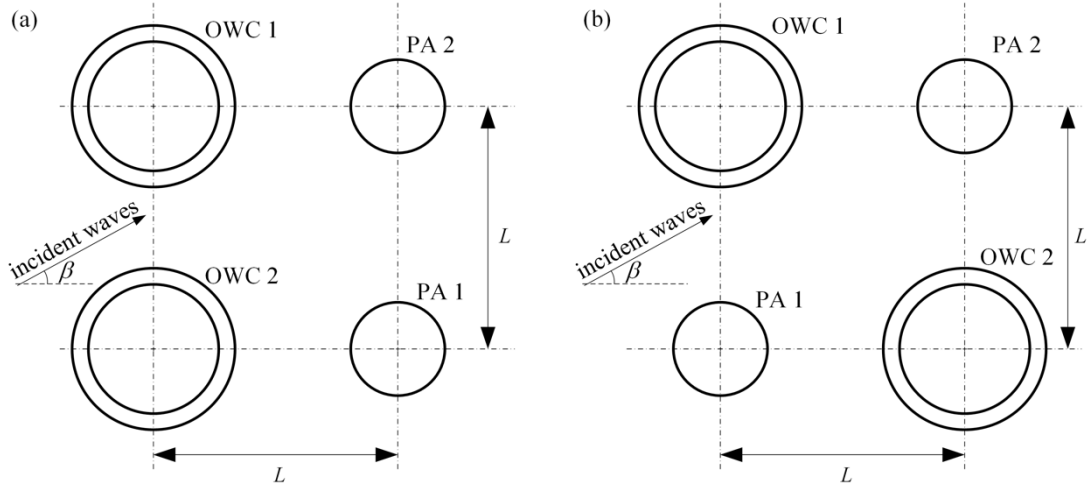 (a)
OWC 1
PA 2
L
incident waves
β
OWC 2
PA 1
L
(b)
OWC 1
PA 2
L
incident waves
β
OWC 2
PA 1
L